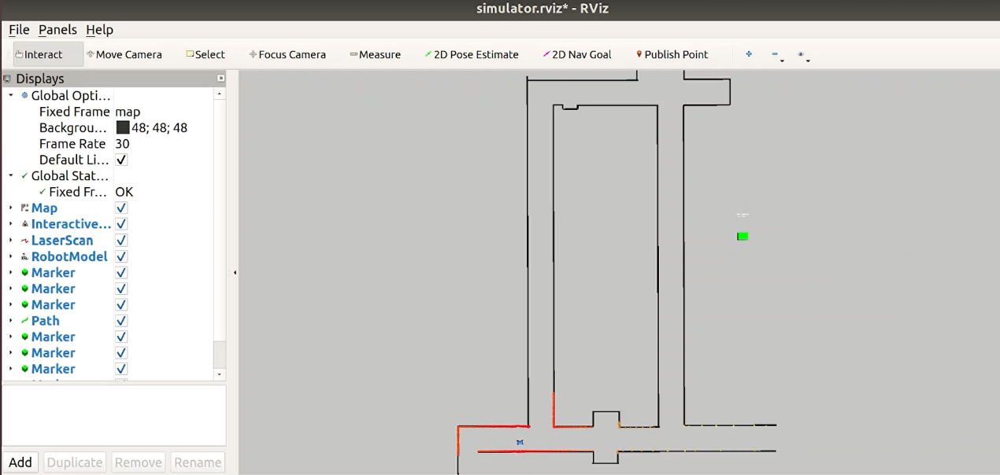 simulator.rviz* - RViz
File Panels Help
Interact Move Camera Select Focus Camera Measure 2D Pose Estimate 2D Nav Goal Publish Point
Displays
Global Opti...
Fixed Frame map
Backgrou... 48; 48; 48
Frame Rate 30
Default Li...
Global Stat...
Fixed Fr... OK
Map
Interactive...
LaserScan
RobotModel
Marker
Marker
Marker
Path
Marker
Marker
Marker
Add Duplicate Remove Rename